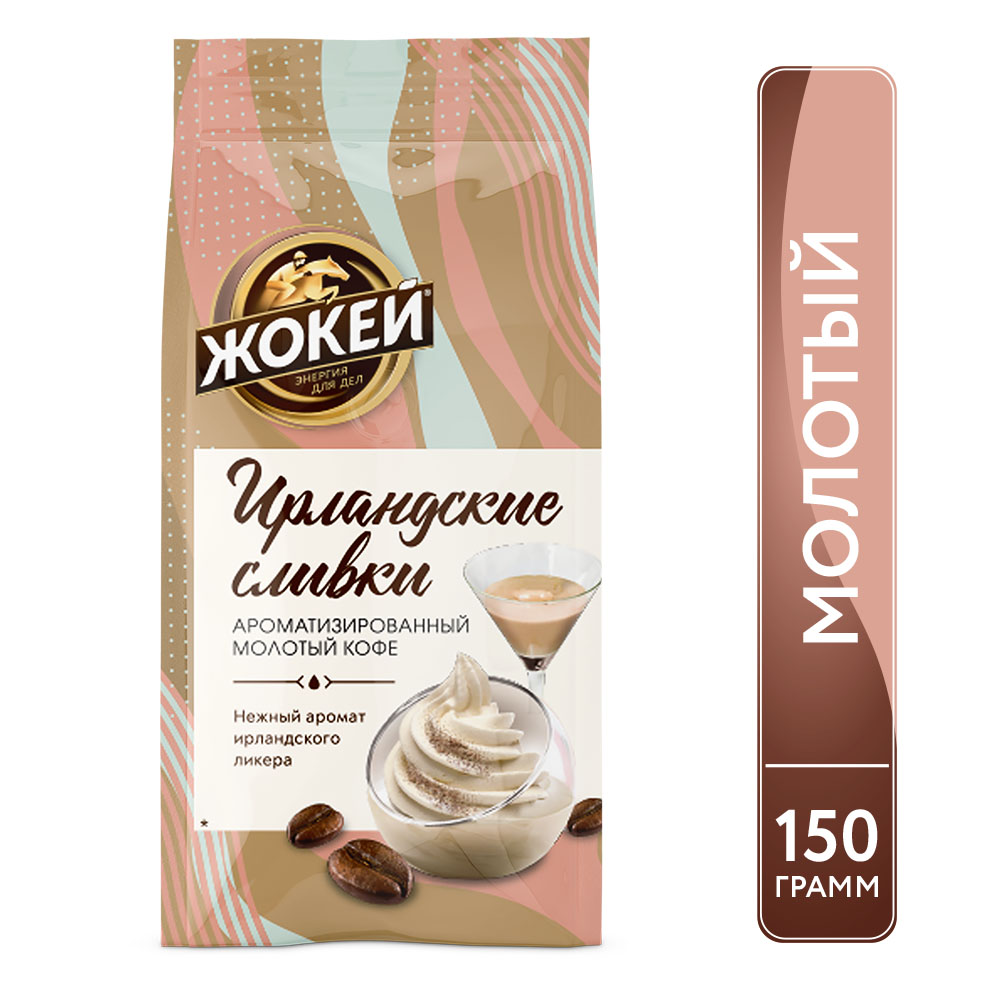 ЖОКЕЙ®
ЭНЕРГИЯ
ДЛЯ ДЕЛ
Ирландские
сливки
АРОМАТИЗИРОВАННЫЙ
МОЛОТЫЙ КОФЕ
Нежный аромат
ирландского
ликера
*
МОЛОТЫЙ
150
ГРАММ